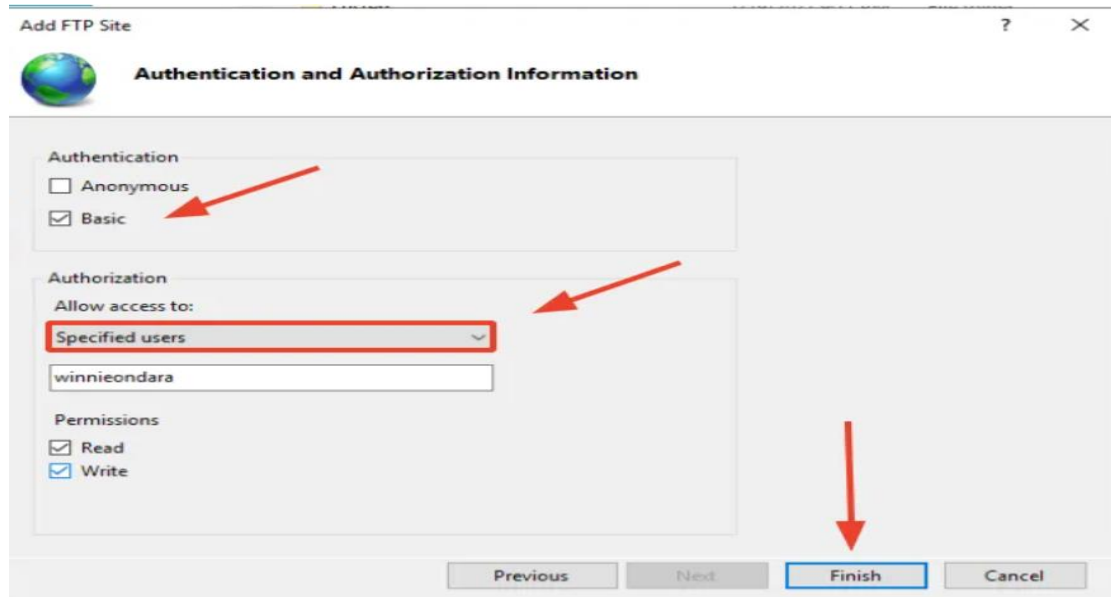 Add FTP Site
?
Authentication and Authorization Information
Authentication
Anonymous
Basic
Authorization
Allow access to:
Specified users
winnieondara
Permissions
Read
Write
Previous
Next
Finish
Cancel